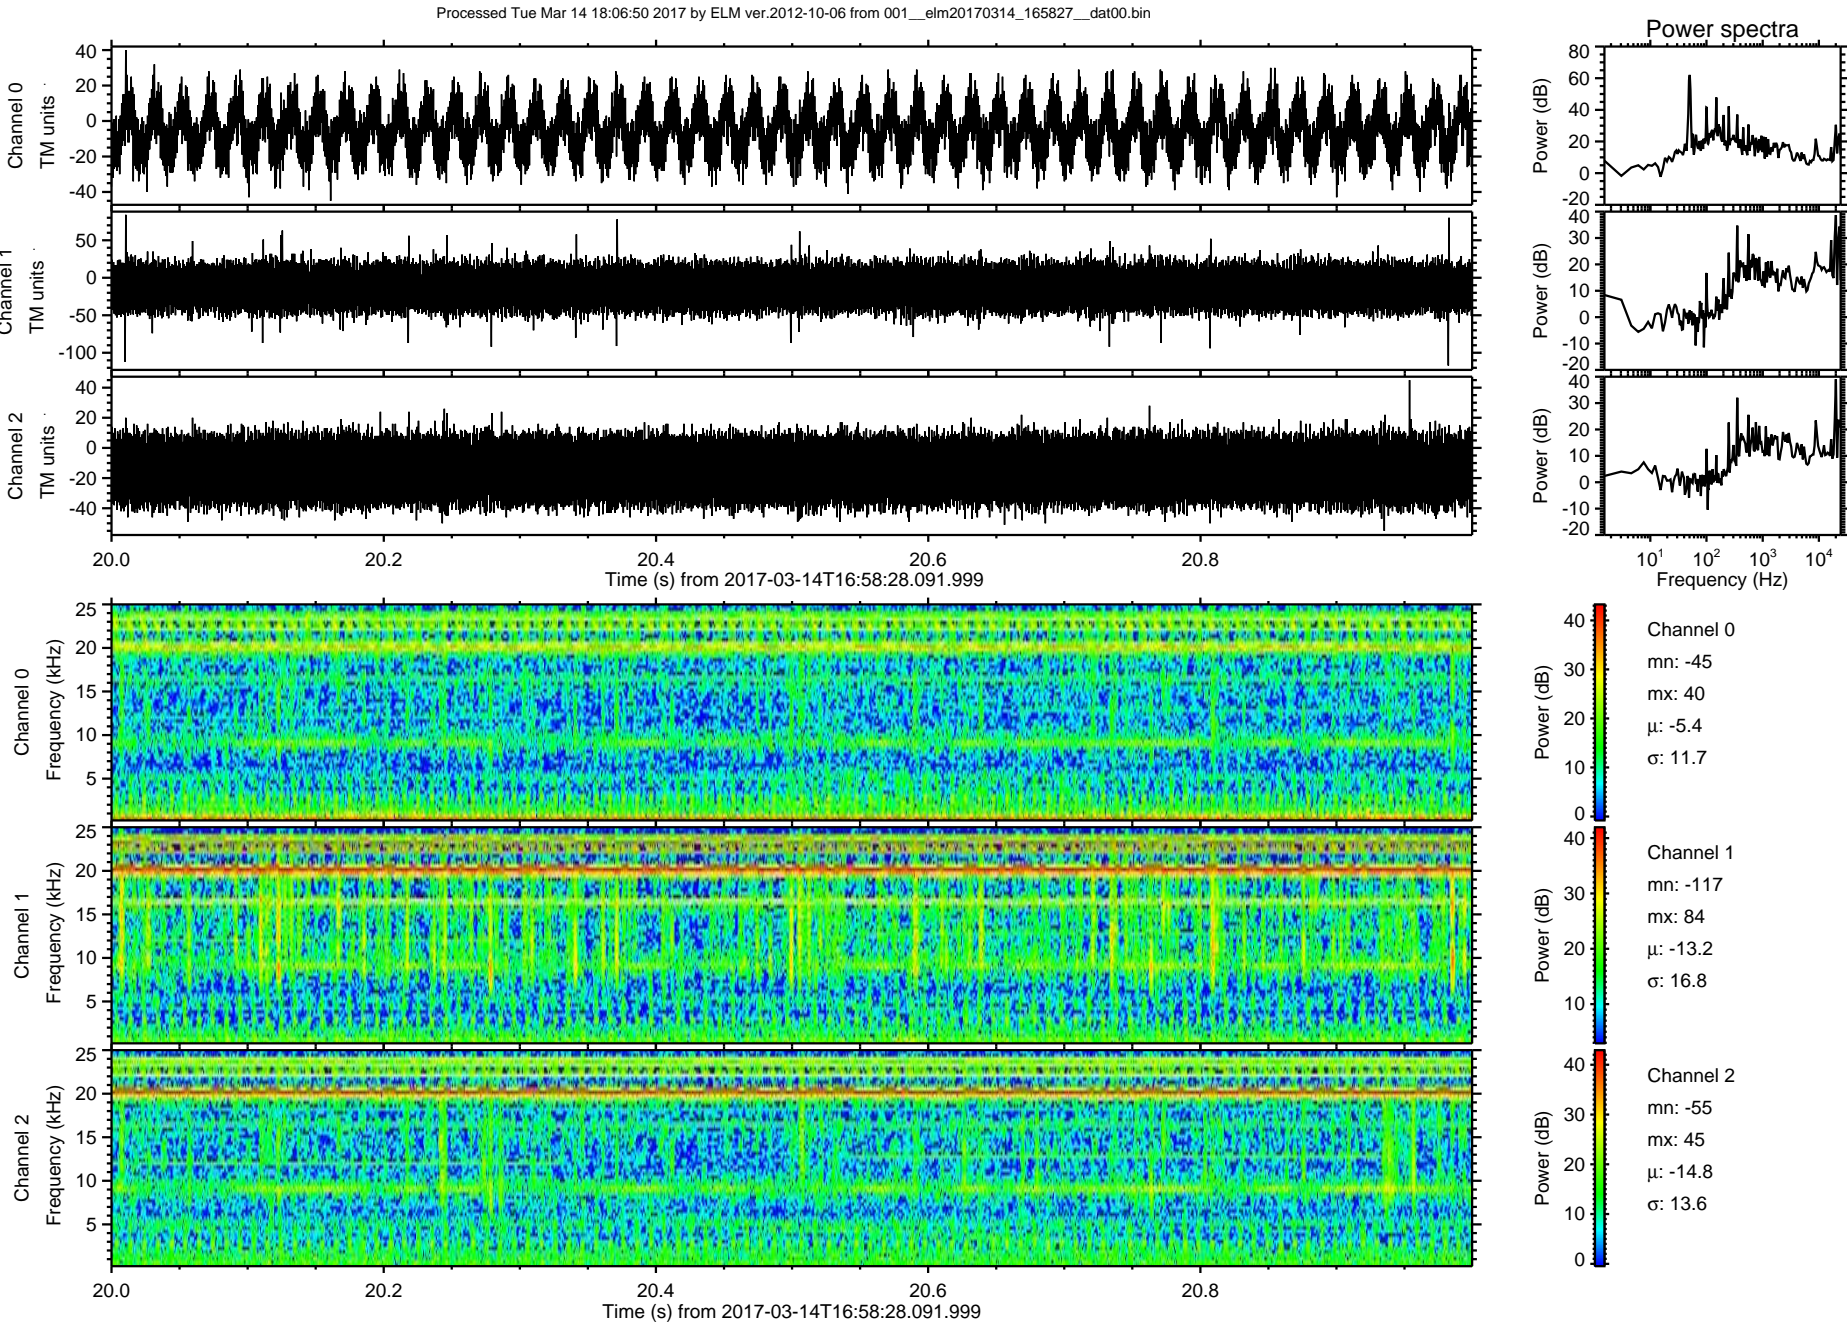 Processed Tue Mar 14 18:06:50 2017 by ELM ver.2012-10-06 from 001__elm20170314_165827__dat00.bin
Power spectra
Channel 0
TM units
40
20
0
-20
-40
Power (dB)
80
60
40
20
0
-20
Channel 1
TM units
50
0
-50
-100
Power (dB)
40
30
20
10
0
-10
-20
Channel 2
TM units
40
20
0
-20
-40
Power (dB)
40
30
20
10
0
-10
-20
20.0 20.2 20.4 20.6 20.8
Time (s) from 2017-03-14T16:58:28.091.999
10^1 10^2 10^3 10^4
Frequency (Hz)
Channel 0
Frequency (kHz)
25
20
15
10
5
Power (dB)
40
30
20
10
0
Channel 0
mn: -45
mx: 40
μ: -5.4
σ: 11.7
Channel 1
Frequency (kHz)
25
20
15
10
5
Power (dB)
40
30
20
10
Channel 1
mn: -117
mx: 84
μ: -13.2
σ: 16.8
Channel 2
Frequency (kHz)
25
20
15
10
5
Power (dB)
40
30
20
10
0
Channel 2
mn: -55
mx: 45
μ: -14.8
σ: 13.6
20.0 20.2 20.4 20.6 20.8
Time (s) from 2017-03-14T16:58:28.091.999